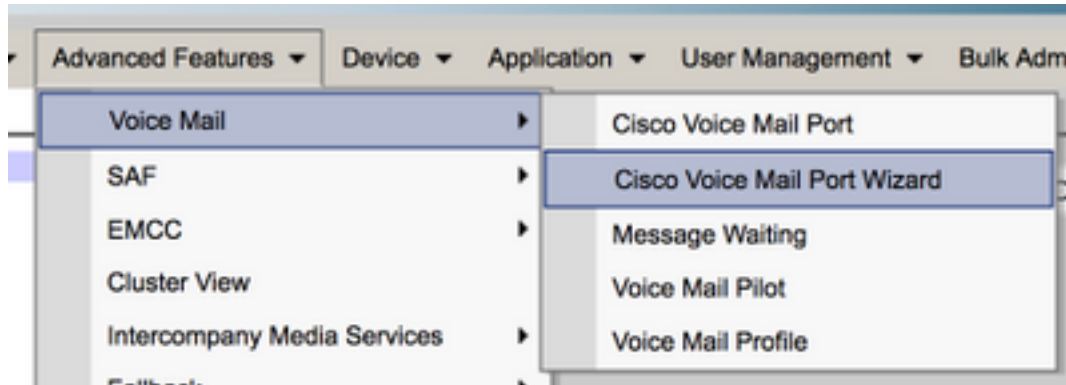 Advanced Features Device Application User Management Bulk Adm
Voice Mail
SAF
EMCC
Cluster View
Intercompany Media Services
Fallback
Cisco Voice Mail Port
Cisco Voice Mail Port Wizard
Message Waiting
Voice Mail Pilot
Voice Mail Profile